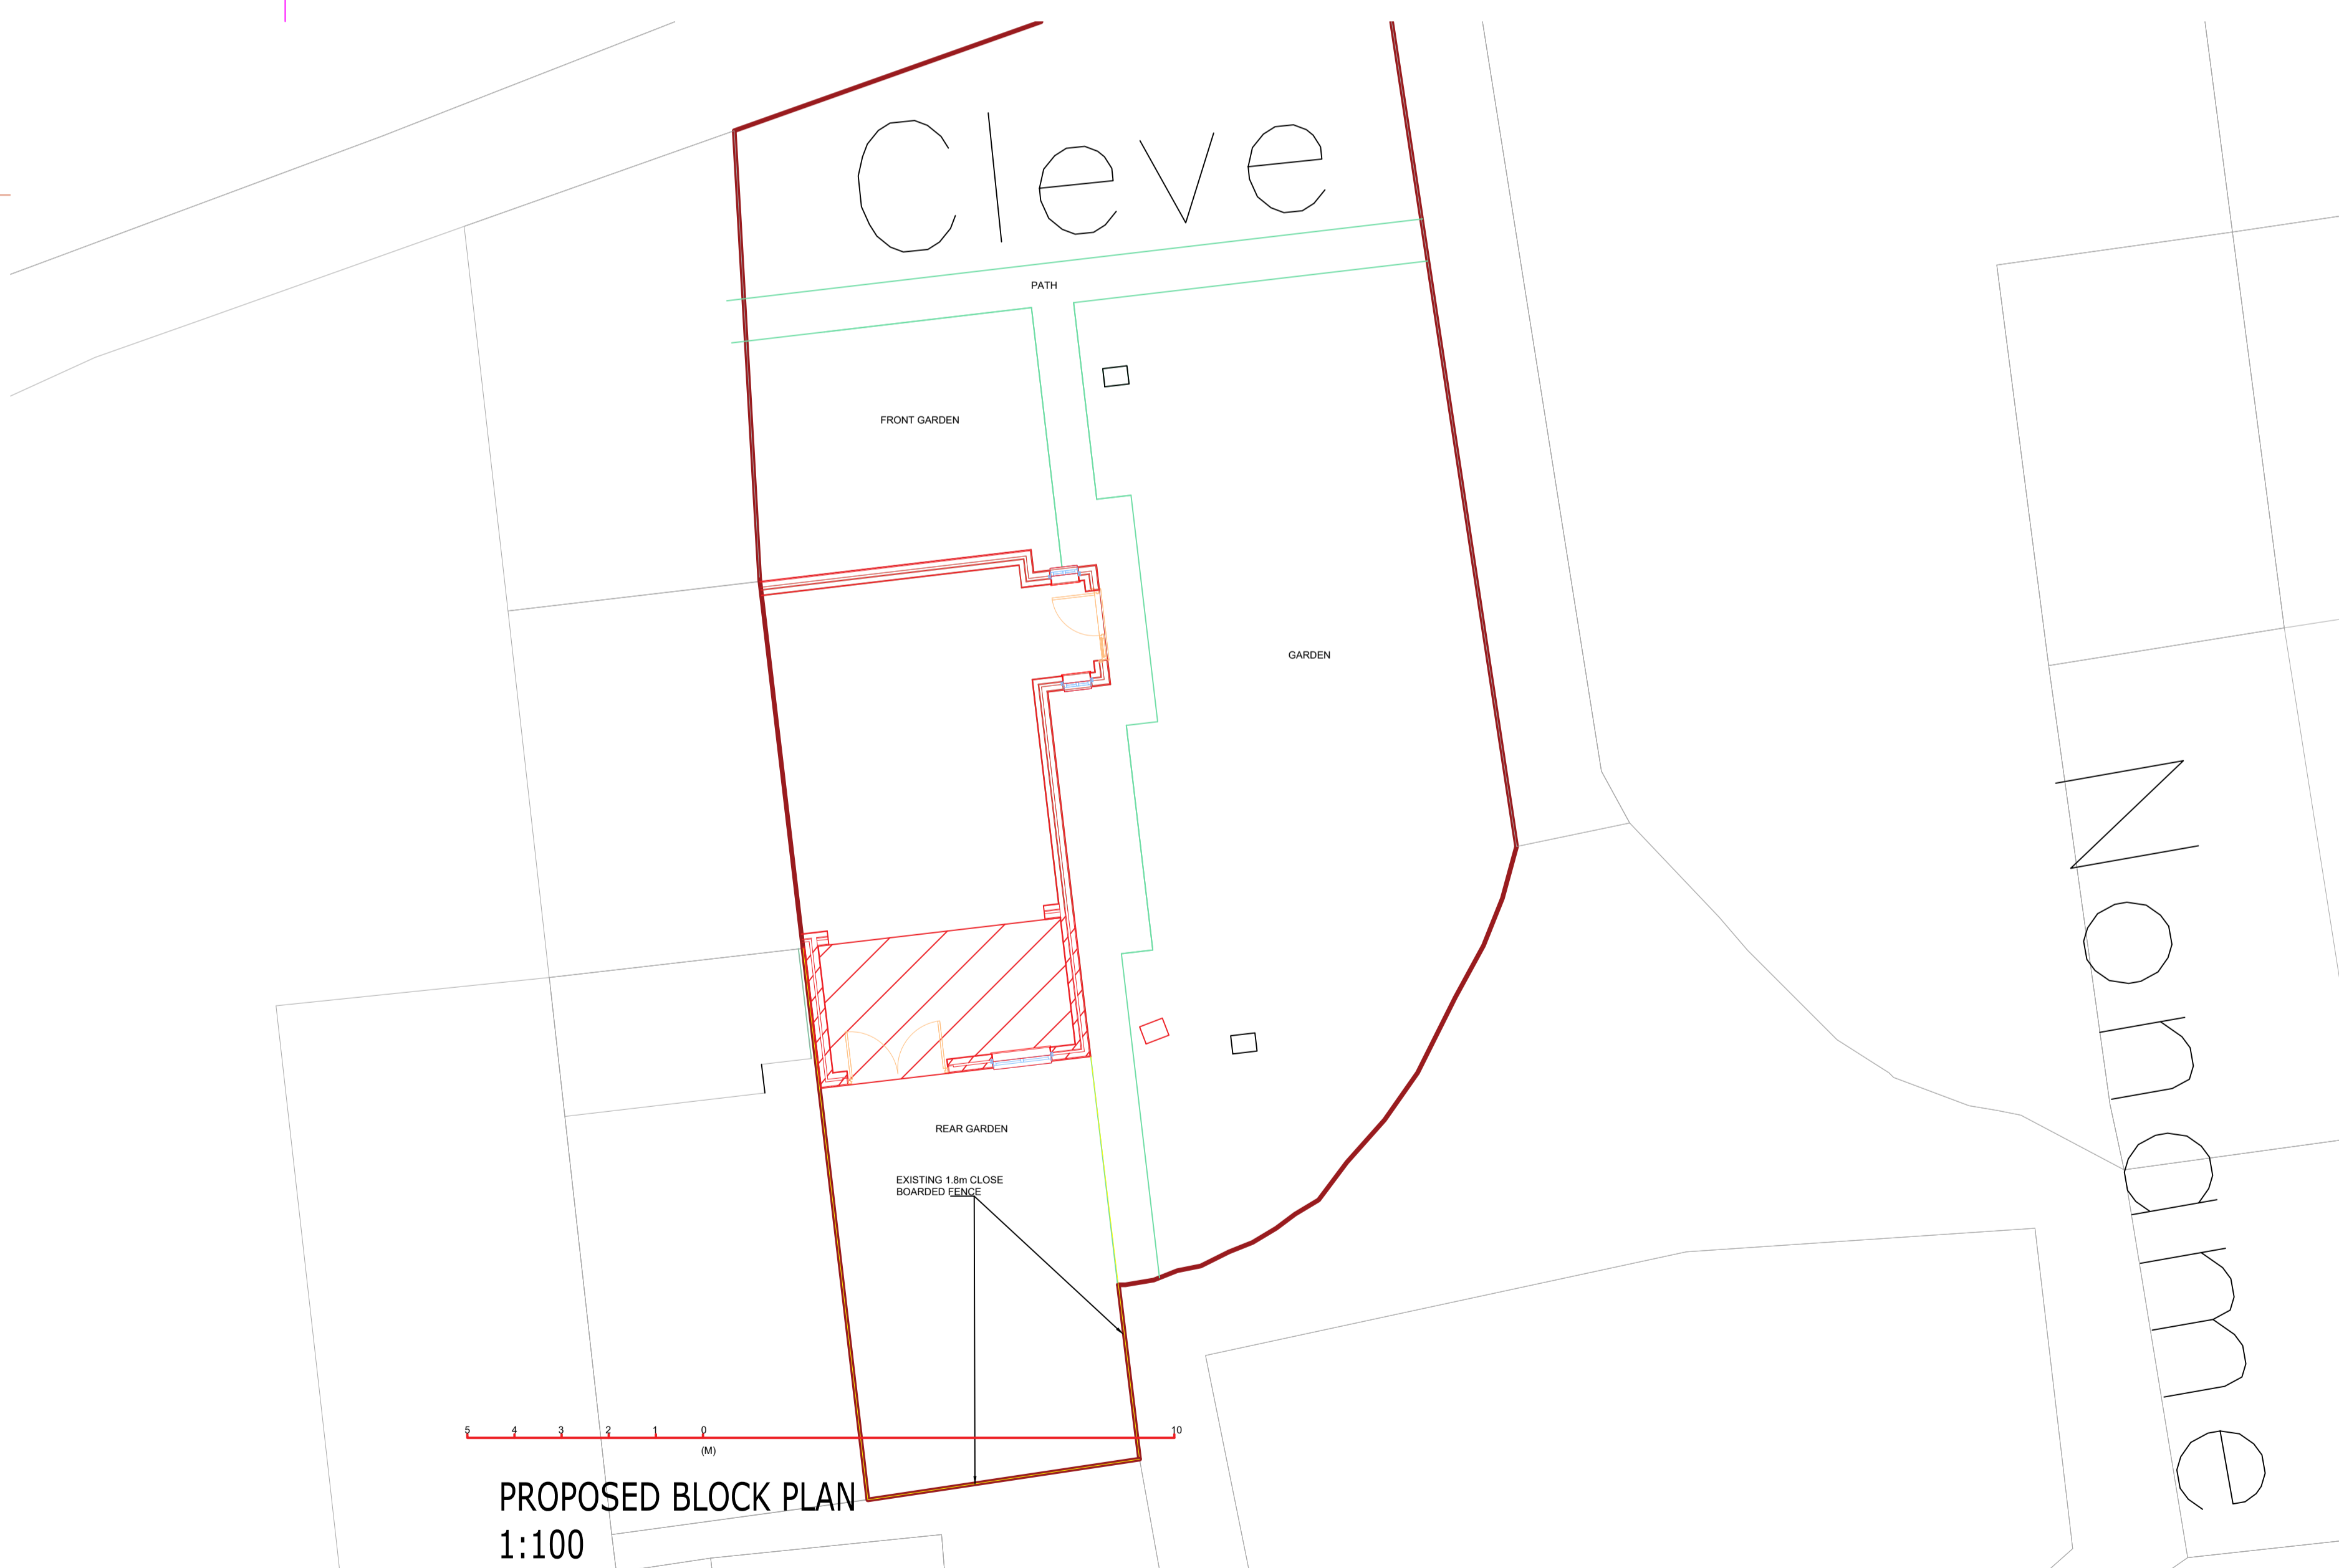 Cleve
PATH
FRONT GARDEN
GARDEN
REAR GARDEN
EXISTING 1.8m CLOSE
BOARDED FENCE
5 4 3 2 1 0 10
(M)
PROPOSED BLOCK PLAN
1:100